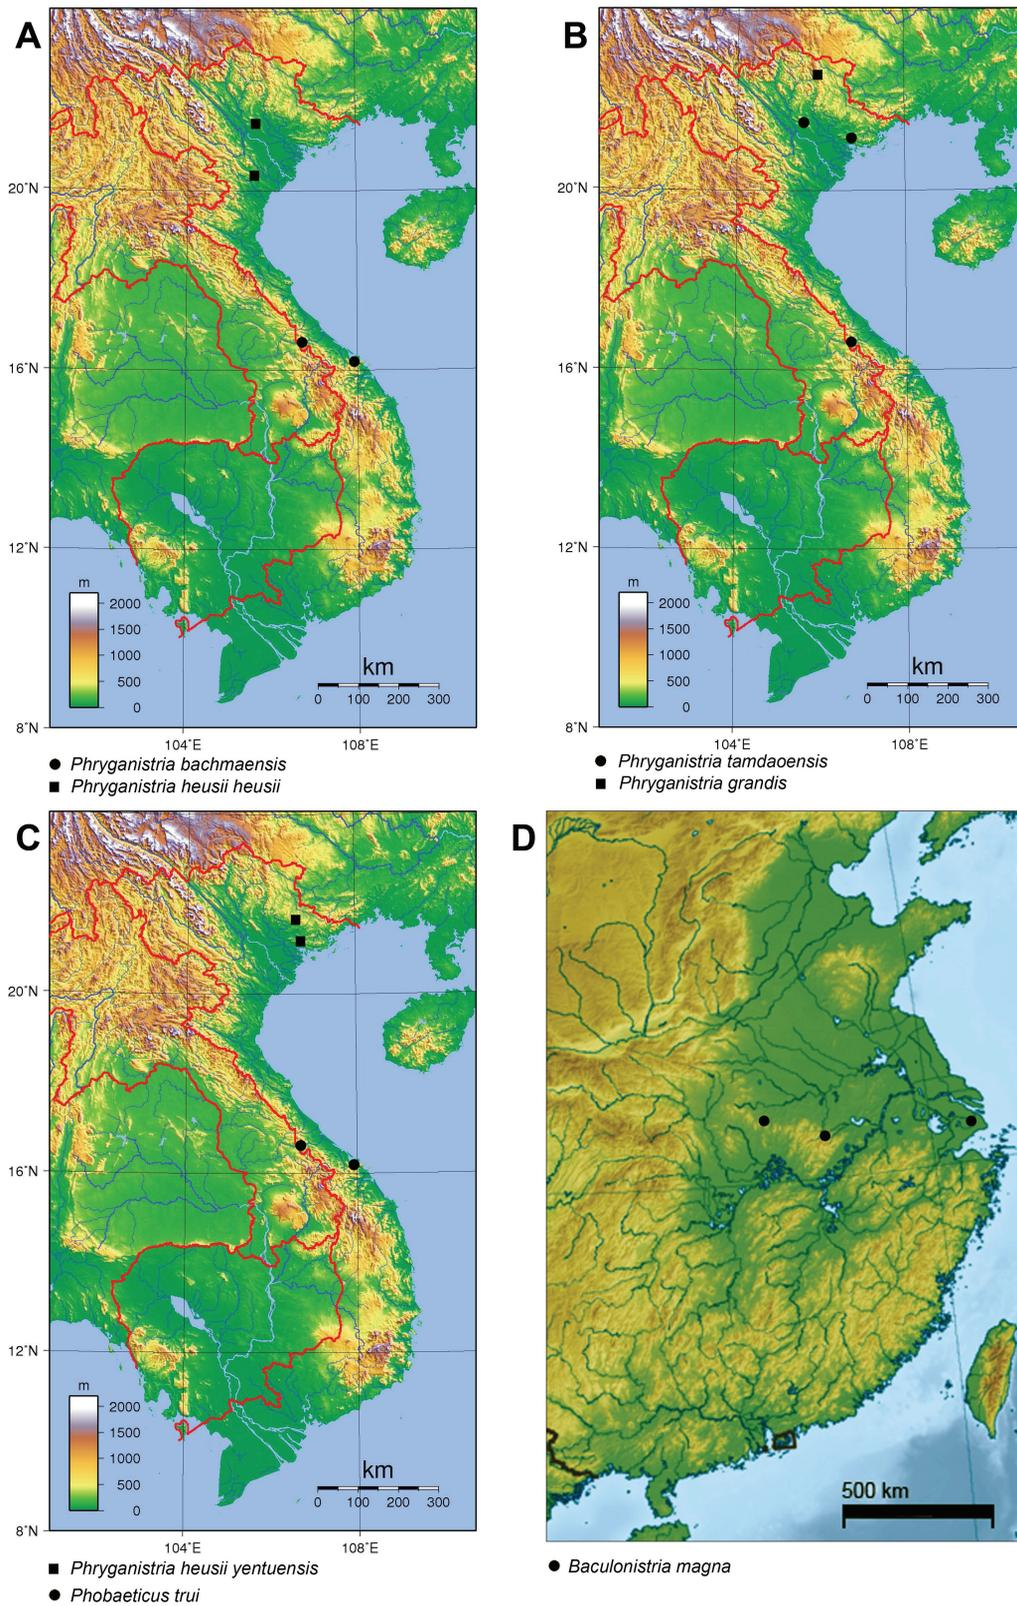 A
20°N
16°N
12°N
8°N
104°E 108°E
m
2000
1500
1000
500
0
km
0 100 200 300
Phryganistria bachmaensis
Phryganistria heusii heusii
B
20°N
16°N
12°N
8°N
104°E 108°E
m
2000
1500
1000
500
0
km
0 100 200 300
Phryganistria tamdaoensis
Phryganistria grandis
C
20°N
16°N
12°N
8°N
104°E 108°E
m
2000
1500
1000
500
0
km
0 100 200 300
Phryganistria heusii yentuensis
Phobaeticus trui
D
500 km
Baculonistria magna